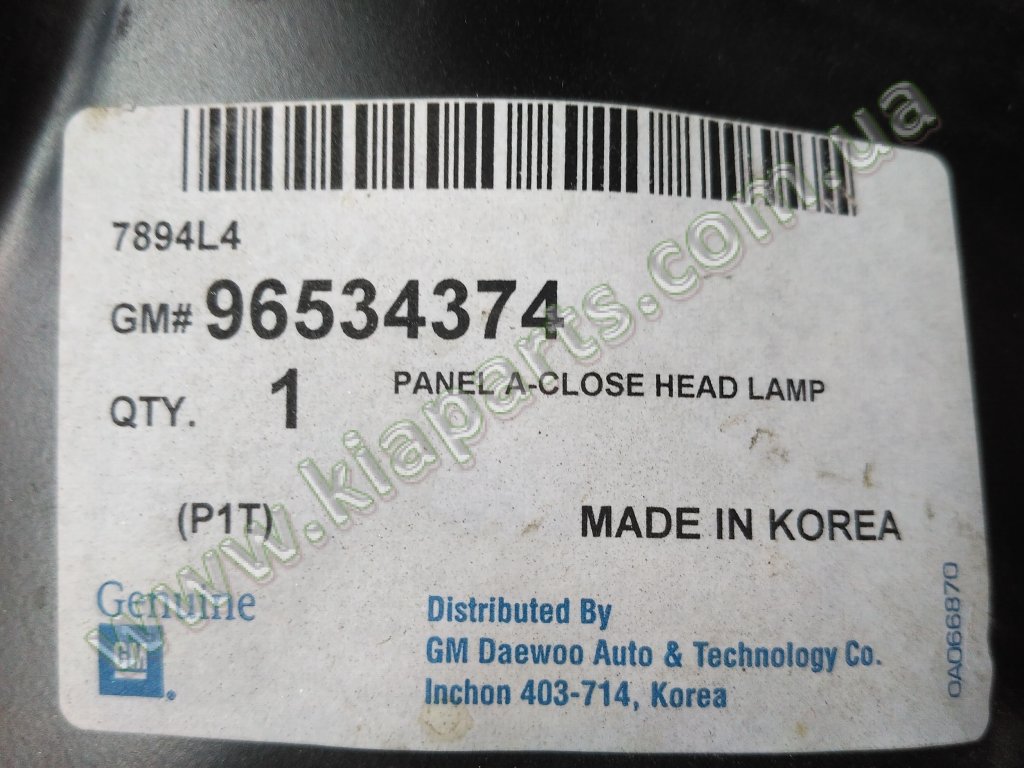 7894L4
GM# 96534374
QTY. 1 PANEL A-CLOSE HEAD LAMP
(P1T) MADE IN KOREA
Genuine
GM
Distributed By
GM Daewoo Auto & Technology Co.
Inchon 403-714, Korea
0A066870
www.kiaparts.com.ua